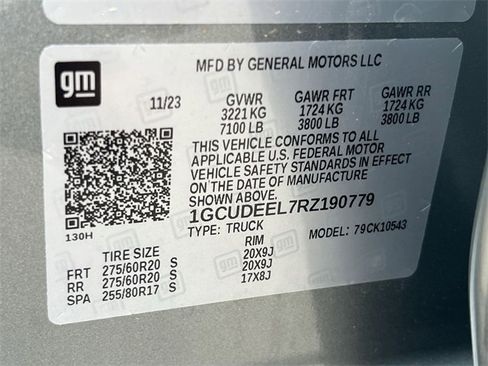 gm
MFD BY GENERAL MOTORS LLC
11/23 GVWR GAWR FRT GAWR RR
3221 KG 1724 KG 1724 KG
7100 LB 3800 LB 3800 LB
THIS VEHICLE CONFORMS TO ALL
APPLICABLE U.S. FEDERAL MOTOR
VEHICLE SAFETY STANDARDS IN EFFECT
ON THE DATE OF MANUFACTURE
SHOWN ABOVE.
1GCUDEEL7RZ190779
130H
TYPE: TRUCK MODEL: 79CK10543
TIRE SIZE RIM
FRT 275/60R20 S 20X9J
RR 275/60R20 S 20X9J
SPA 255/80R17 S 17X8J